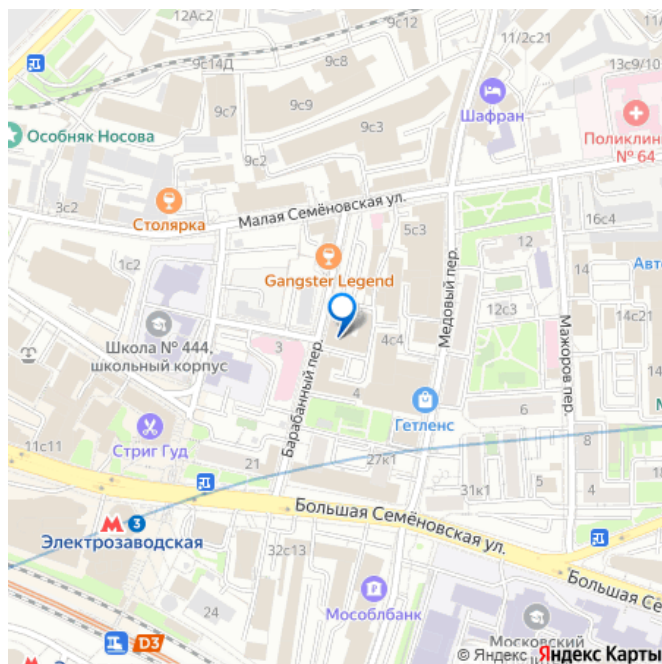 12Ас2
9с14Д
9с8
9с12
11/2с21
13с9/10
9с7
9с9
Шафран
9с3
Поликлин
№ 64
Особняк Носова
9с2
3с2
Столярка
Малая Семёновская ул.
16с4
5с3
12
Gangster Legend
1с2
14
Авто
Медовый пер.
12с3
14с21
Школа № 444,
школьный корпус
3
4с4
Мажоров пер.
Барабанный пер.
4
Гетленс
6
Стриг Гуд
11с11
21
27к1
8
31к1
5
4
3
Электрозаводская
Большая Семёновская ул.
32с13
Большая Се
24
Мособлбанк
D3
Московский
© Яндекс
Яндекс Карты